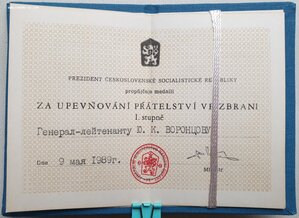 PREZIDENT ČESKOSLOVENSKÉ SOCIALISTICKÉ REPUBLIKY
propůjčuje medaili
ZA UPEVŇOVÁNÍ PŘÁTELSTVÍ VE ZBRANI
I. stupně
Генерал-лейтенанту Ю. К. ВОРОНЦОВУ
Dne 9 мая 1989г.
Ministr